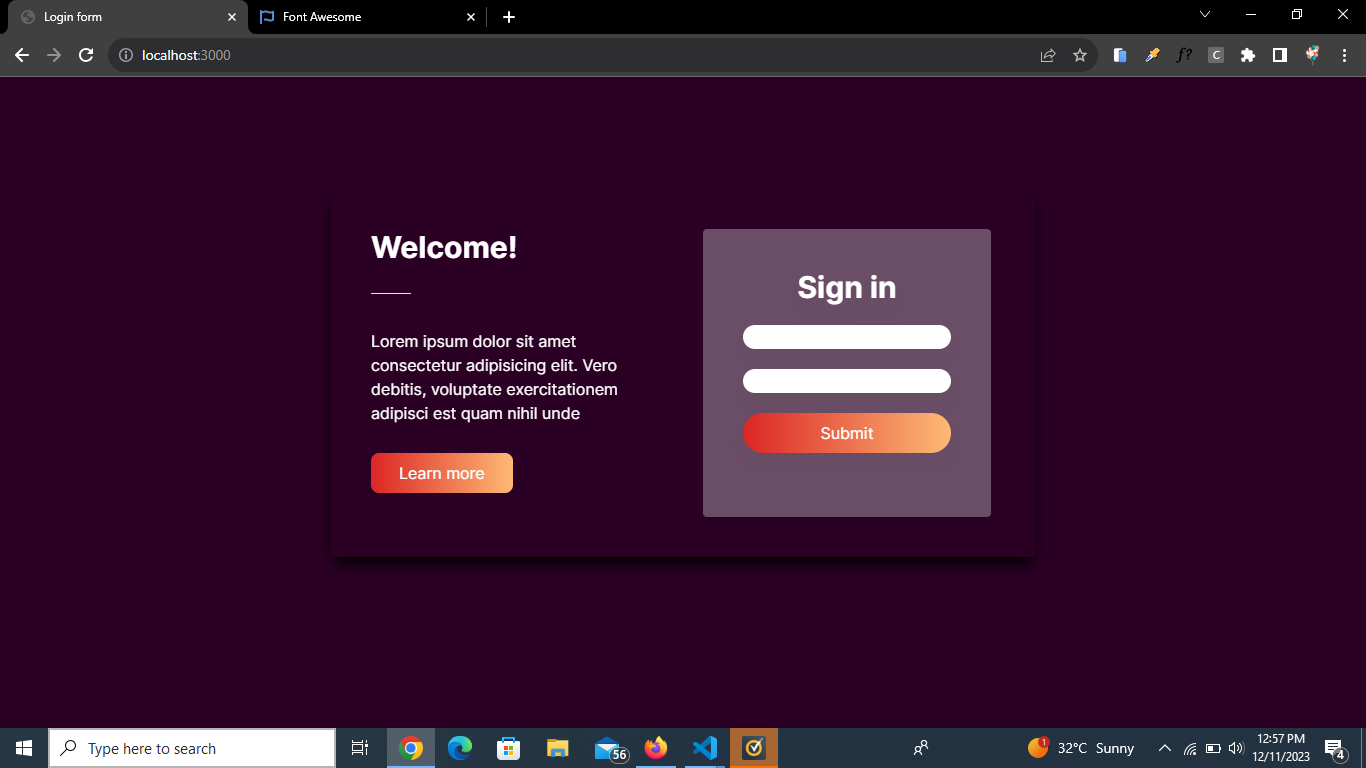 Login form
Font Awesome
localhost:3000
f?
C
Welcome!
Lorem ipsum dolor sit amet
consectetur adipisicing elit. Vero
debitis, voluptate exercitationem
adipisci est quam nihil unde
Learn more
Sign in
Submit
Type here to search
56
1
32°C Sunny
12:57 PM
12/11/2023
4